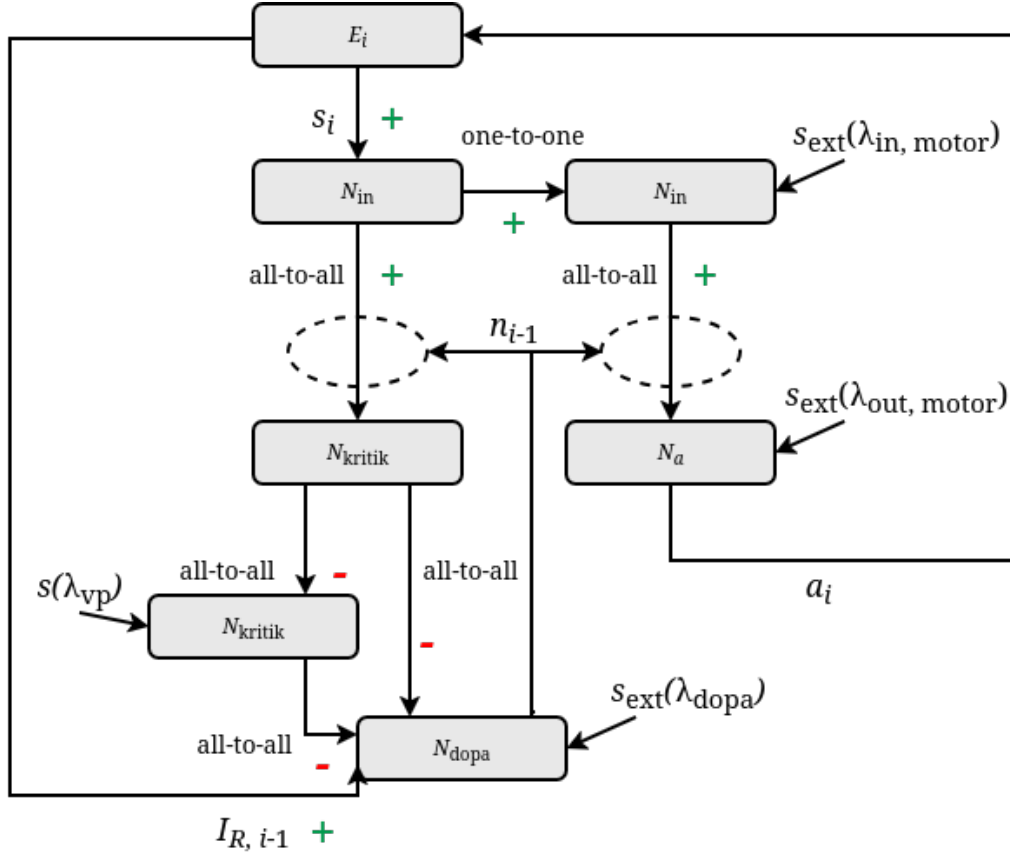 E_i
s_i +
one-to-one
s_ext(λ_in, motor)
N_in
+
N_in
all-to-all +
all-to-all +
n_i-1
s_ext(λ_out, motor)
N_kritik
N_a
all-to-all -
all-to-all
-
s(λ_vp)
a_i
N_kritik
s_ext(λ_dopa)
all-to-all
-
N_dopa
I_R, i-1 +